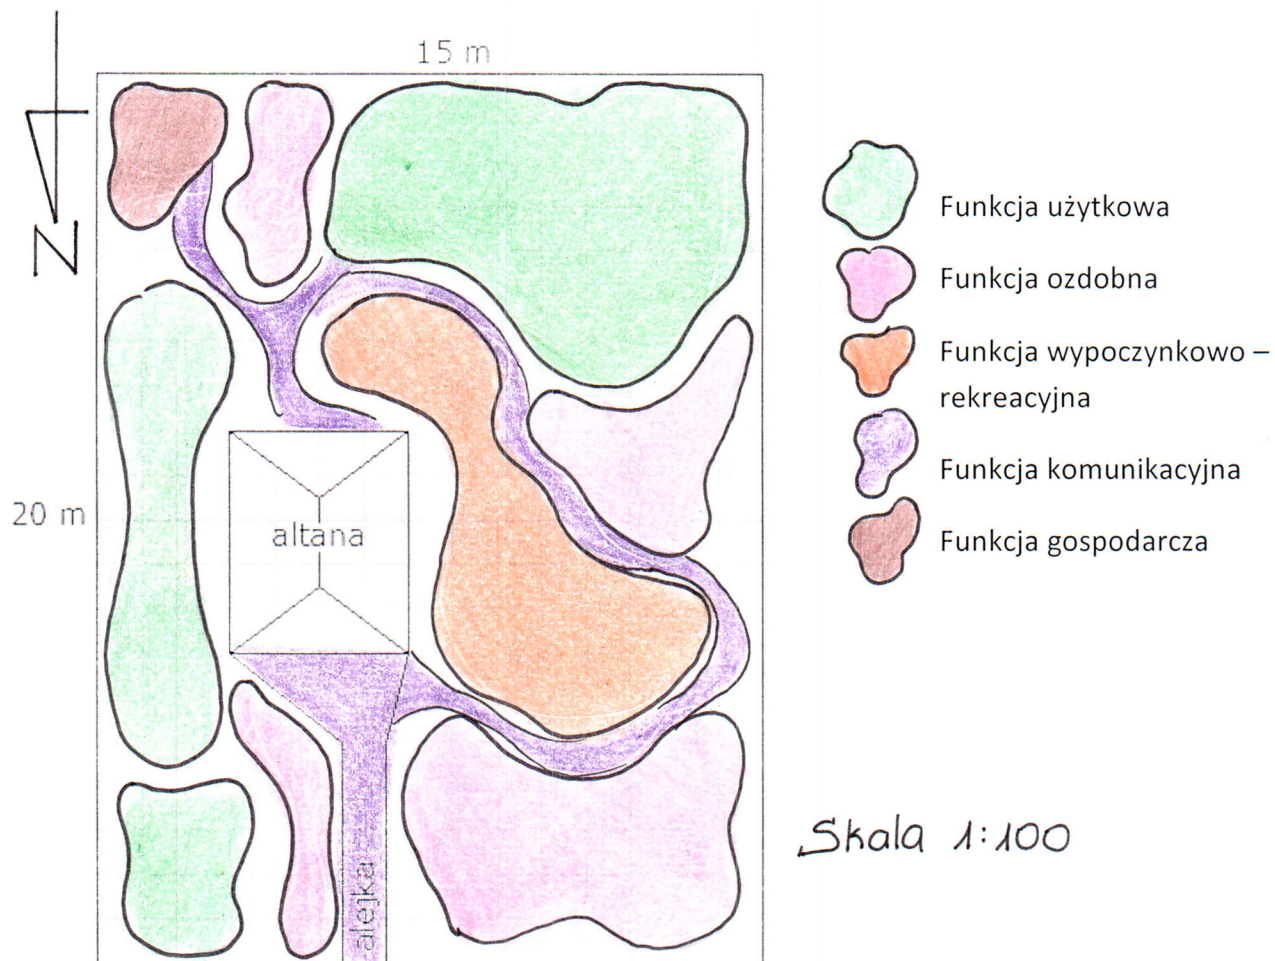 15 m
N
20 m
altana
alejka
Funkcja użytkowa
Funkcja ozdobna
Funkcja wypoczynkowo –
rekreacyjna
Funkcja komunikacyjna
Funkcja gospodarcza
Skala 1:100